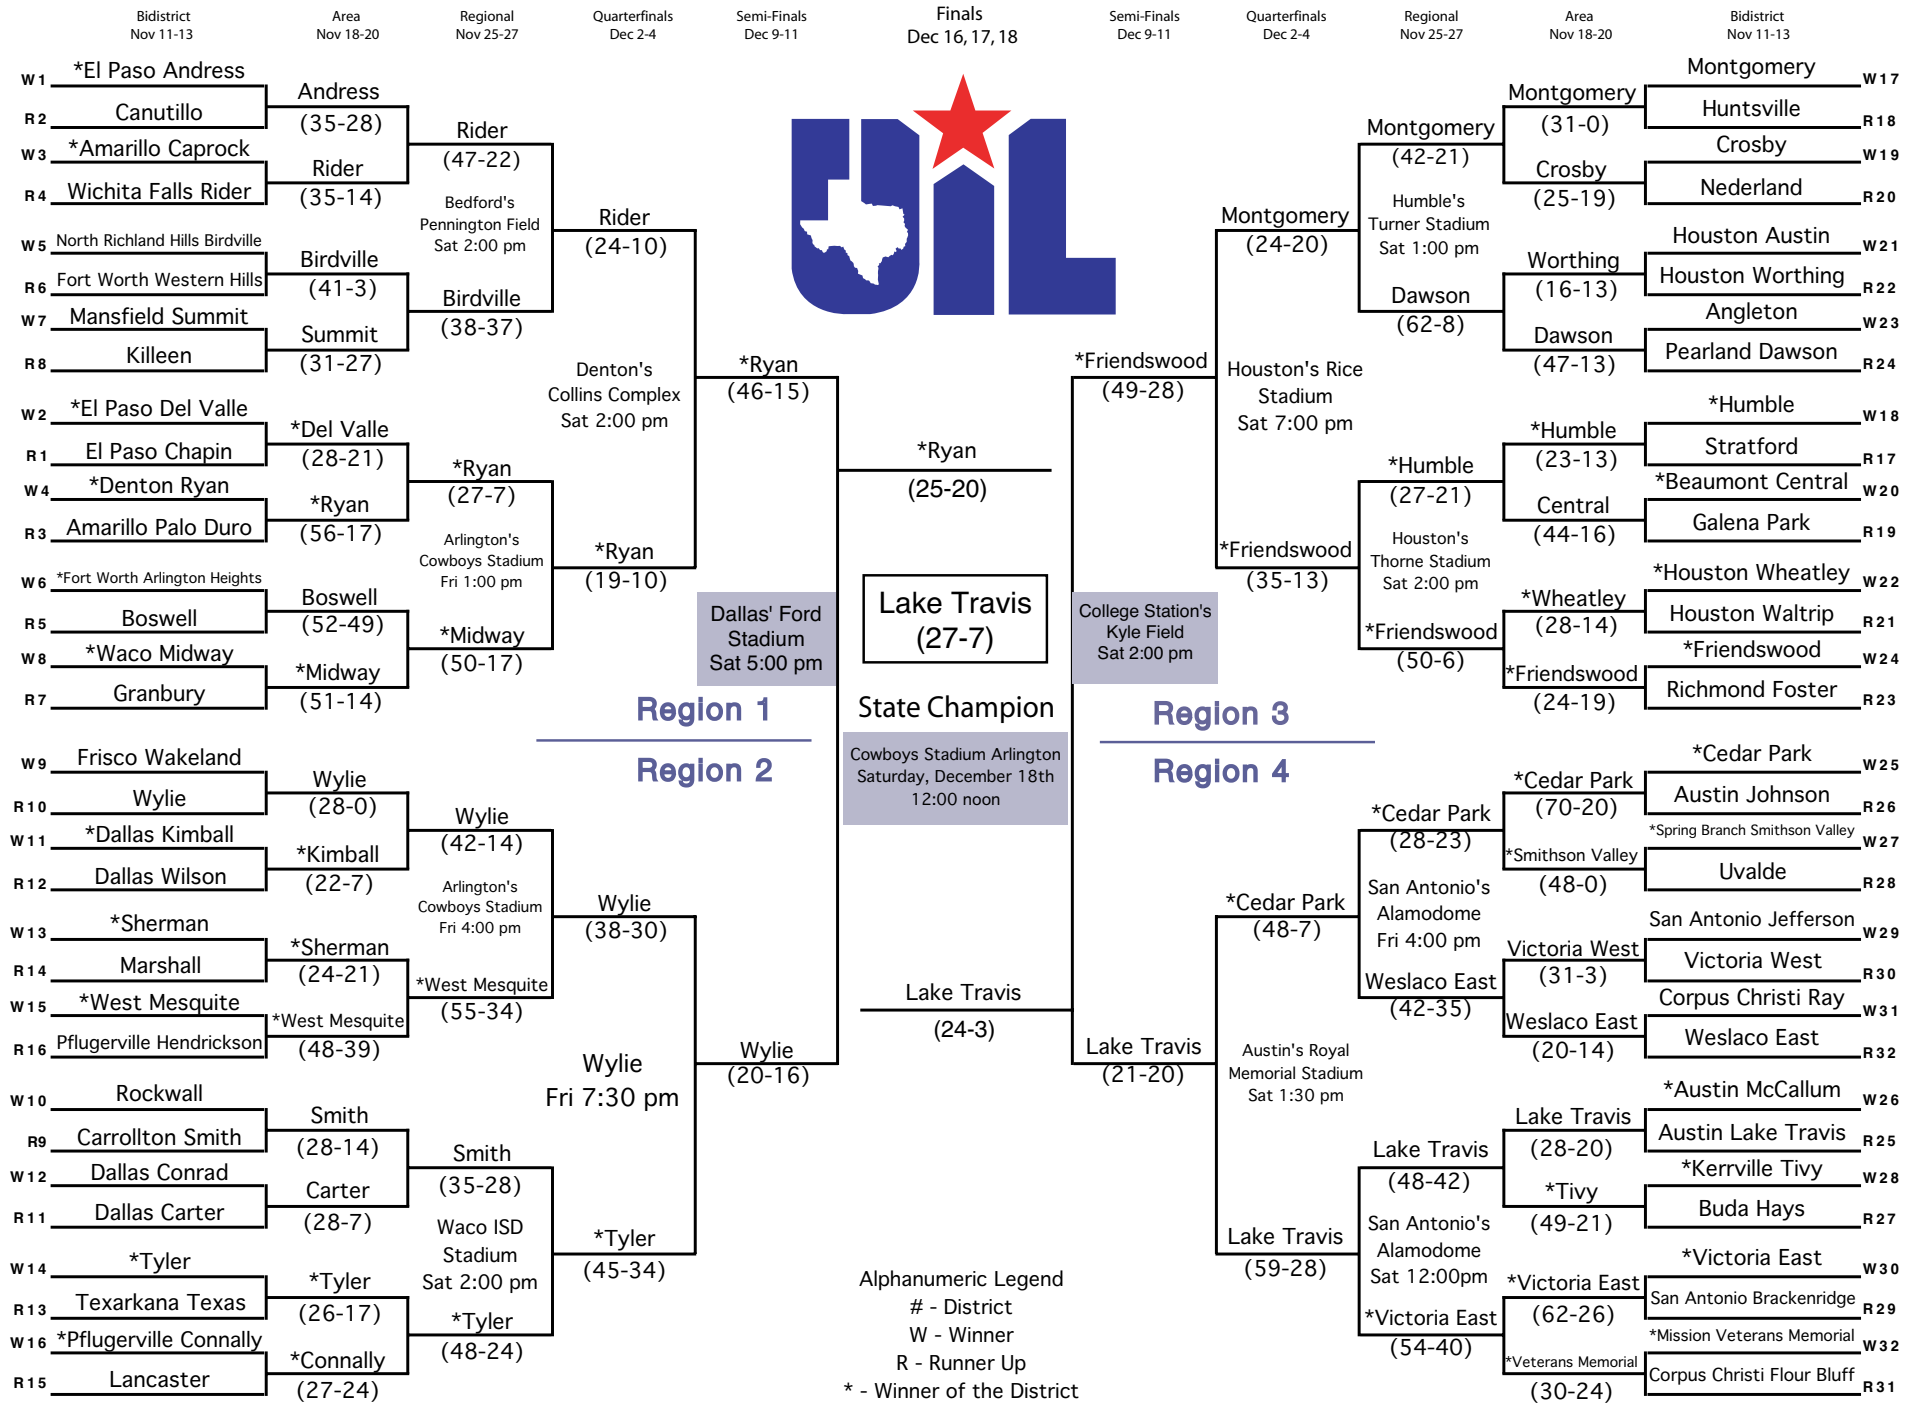 Bidistrict
Nov 11-13
Area
Nov 18-20
Regional
Nov 25-27
Quarterfinals
Dec 2-4
Semi-Finals
Dec 9-11
Finals
Dec 16, 17, 18
Semi-Finals
Dec 9-11
Quarterfinals
Dec 2-4
Regional
Nov 25-27
Area
Nov 18-20
Bidistrict
Nov 11-13
W1 *El Paso Andress
R2 Canutillo
W3 *Amarillo Caprock
R4 Wichita Falls Rider
W5 North Richland Hills Birdville
R6 Fort Worth Western Hills
W7 Mansfield Summit
R8 Killeen
W2 *El Paso Del Valle
R1 El Paso Chapin
W4 *Denton Ryan
R3 Amarillo Palo Duro
W6 *Fort Worth Arlington Heights
R5 Boswell
W8 *Waco Midway
R7 Granbury
W9 Frisco Wakeland
R10 Wylie
W11 *Dallas Kimball
R12 Dallas Wilson
W13 *Sherman
R14 Marshall
W15 *West Mesquite
R16 Pflugerville Hendrickson
W10 Rockwall
R9 Carrollton Smith
W12 Dallas Conrad
R11 Dallas Carter
W14 *Tyler
R13 Texarkana Texas
W16 *Pflugerville Connally
R15 Lancaster
Andress
(35-28)
Rider
(35-14)
Birdville
(41-3)
Summit
(31-27)
*Del Valle
(28-21)
*Ryan
(56-17)
Boswell
(52-49)
*Midway
(51-14)
Wylie
(28-0)
*Kimball
(22-7)
*Sherman
(24-21)
*West Mesquite
(48-39)
Smith
(28-14)
Carter
(28-7)
*Tyler
(26-17)
*Connally
(27-24)
Rider
(47-22)
Bedford's
Pennington Field
Sat 2:00 pm
Birdville
(38-37)
*Ryan
(27-7)
Arlington's
Cowboys Stadium
Fri 1:00 pm
*Midway
(50-17)
Wylie
(42-14)
Arlington's
Cowboys Stadium
Fri 4:00 pm
*West Mesquite
(55-34)
Smith
(35-28)
Waco ISD
Stadium
Sat 2:00 pm
*Tyler
(48-24)
Rider
(24-10)
Denton's
Collins Complex
Sat 2:00 pm
*Ryan
(19-10)
Wylie
(38-30)
Wylie
Fri 7:30 pm
*Tyler
(45-34)
*Ryan
(46-15)
Dallas' Ford
Stadium
Sat 5:00 pm
Region 1
Region 2
Wylie
(20-16)
UIL
*Ryan
(25-20)
Lake Travis
(27-7)
State Champion
Cowboys Stadium Arlington
Saturday, December 18th
12:00 noon
Lake Travis
(24-3)
Alphanumeric Legend
# - District
W - Winner
R - Runner Up
* - Winner of the District
*Friendswood
(49-28)
College Station's
Kyle Field
Sat 2:00 pm
Region 3
Region 4
Lake Travis
(21-20)
Montgomery
(24-20)
Houston's Rice
Stadium
Sat 7:00 pm
*Friendswood
(35-13)
*Cedar Park
(48-7)
Austin's Royal
Memorial Stadium
Sat 1:30 pm
Lake Travis
(59-28)
Montgomery
(42-21)
Humble's
Turner Stadium
Sat 1:00 pm
Dawson
(62-8)
*Humble
(27-21)
Houston's
Thorne Stadium
Sat 2:00 pm
*Friendswood
(50-6)
*Cedar Park
(28-23)
San Antonio's
Alamodome
Fri 4:00 pm
Weslaco East
(42-35)
Lake Travis
(48-42)
San Antonio's
Alamodome
Sat 12:00pm
*Victoria East
(54-40)
Montgomery
(31-0)
Crosby
(25-19)
Worthing
(16-13)
Dawson
(47-13)
*Humble
(23-13)
Central
(44-16)
*Wheatley
(28-14)
*Friendswood
(24-19)
*Cedar Park
(70-20)
*Smithson Valley
(48-0)
Victoria West
(31-3)
Weslaco East
(20-14)
Lake Travis
(28-20)
*Tivy
(49-21)
*Victoria East
(62-26)
*Veterans Memorial
(30-24)
Montgomery W17
Huntsville R18
Crosby W19
Nederland R20
Houston Austin W21
Houston Worthing R22
Angleton W23
Pearland Dawson R24
*Humble W18
Stratford R17
*Beaumont Central W20
Galena Park R19
*Houston Wheatley W22
Houston Waltrip R21
*Friendswood W24
Richmond Foster R23
*Cedar Park W25
Austin Johnson R26
*Spring Branch Smithson Valley W27
Uvalde R28
San Antonio Jefferson W29
Victoria West R30
Corpus Christi Ray W31
Weslaco East R32
*Austin McCallum W26
Austin Lake Travis R25
*Kerrville Tivy W28
Buda Hays R27
*Victoria East W30
San Antonio Brackenridge R29
*Mission Veterans Memorial W32
Corpus Christi Flour Bluff R31